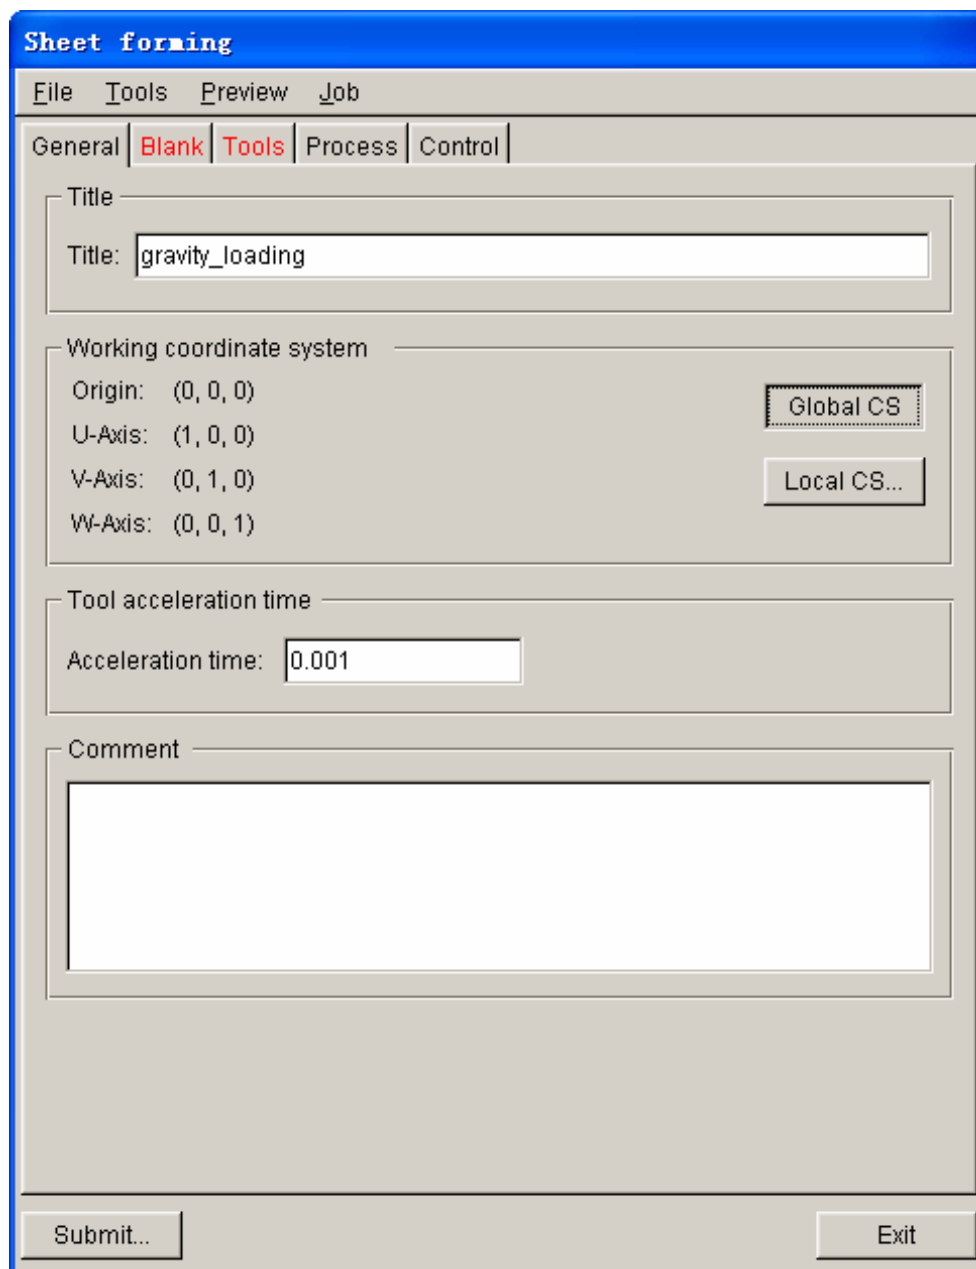 Sheet forming
File Tools Preview Job
General Blank Tools Process Control
Title
Title: gravity_loading
Working coordinate system
Origin: (0, 0, 0)
Global CS
U-Axis: (1, 0, 0)
V-Axis: (0, 1, 0)
Local CS...
W-Axis: (0, 0, 1)
Tool acceleration time
Acceleration time: 0.001
Comment
Submit... Exit